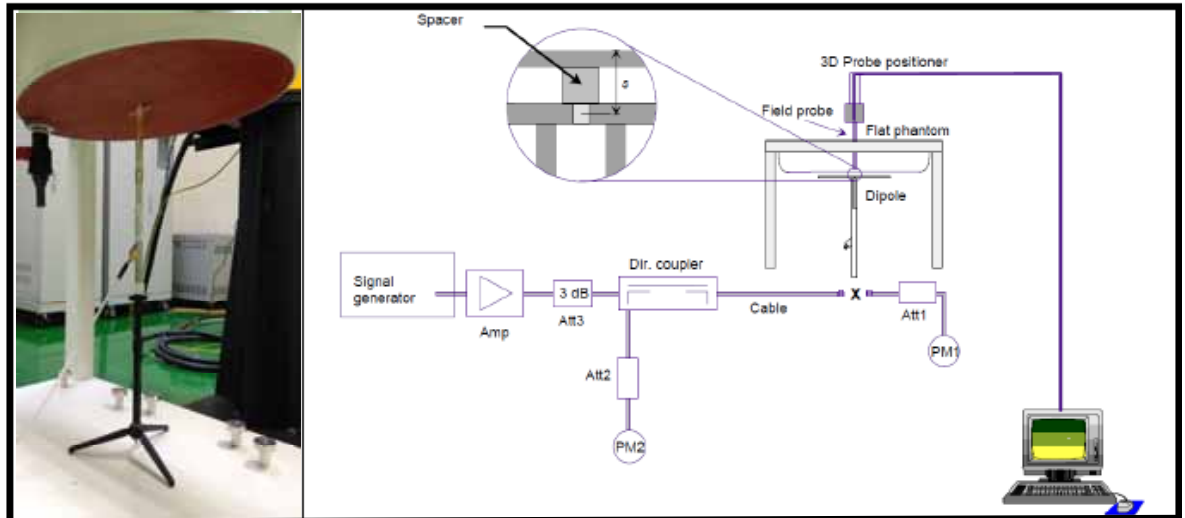 Spacer
s
3D Probe positioner
Field probe
Flat phantom
Dipole
Signal
generator
Amp
3 dB
Att3
Dir. coupler
Cable
X
Att1
PM1
Att2
PM2